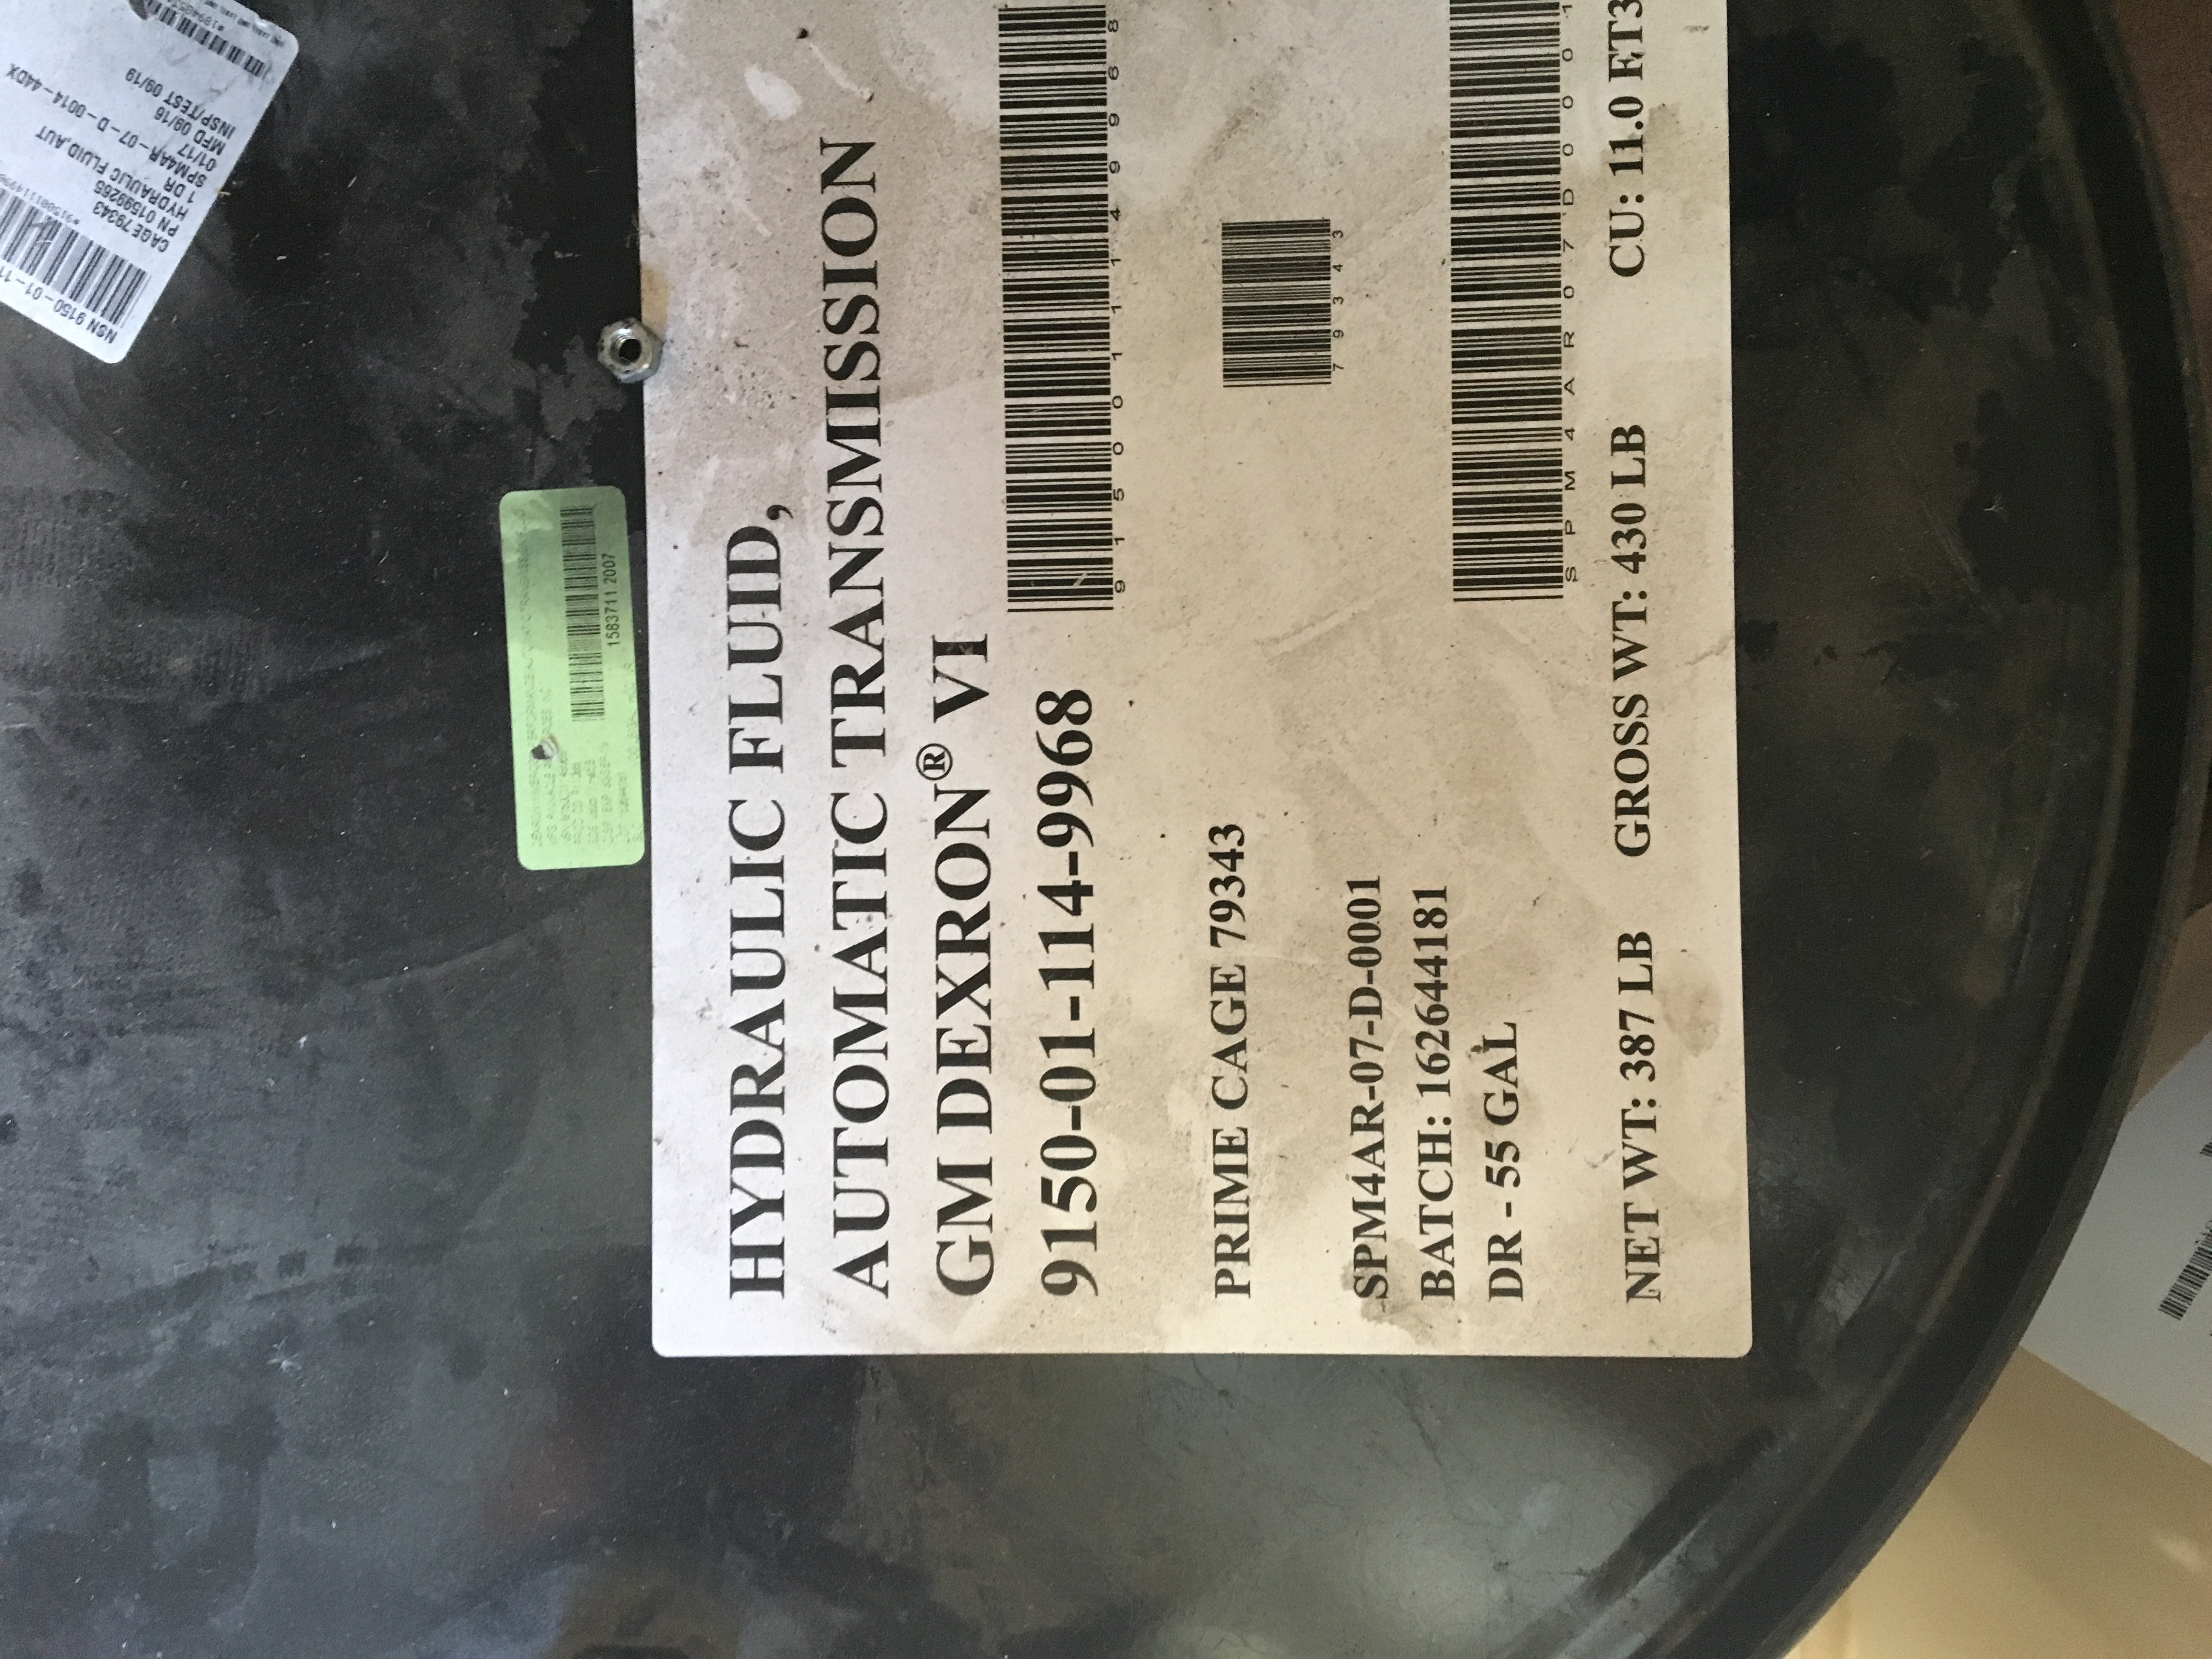 HYDRAULIC FLUID,
AUTOMATIC TRANSMISSION
GM DEXRON® VI
9150-01-114-9968
9150011149968
PRIME CAGE 79343
79343
SPM4AR-07-D-0001
SPM4AR07D0001
BATCH: 162644181
DR - 55 GAL
NET WT: 387 LB GROSS WT: 430 LB CU: 11.0 FT3
1583711 2007
NSN 9150-01-11
CAGE 79343
PN 01599265
1 DR
HYDRAULIC FLUID,AUT
SPM4AR-07-D-0014-44DX
01/17
MFD 09/16
INSP/TEST 09/19